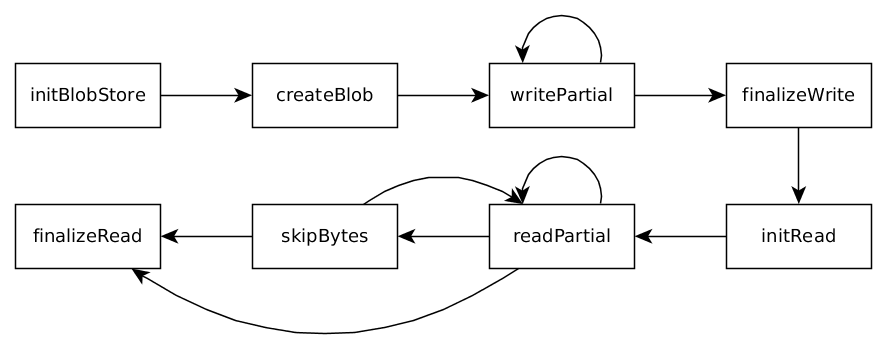 initBlobStore
createBlob
writePartial
finalizeWrite
finalizeRead
skipBytes
readPartial
initRead